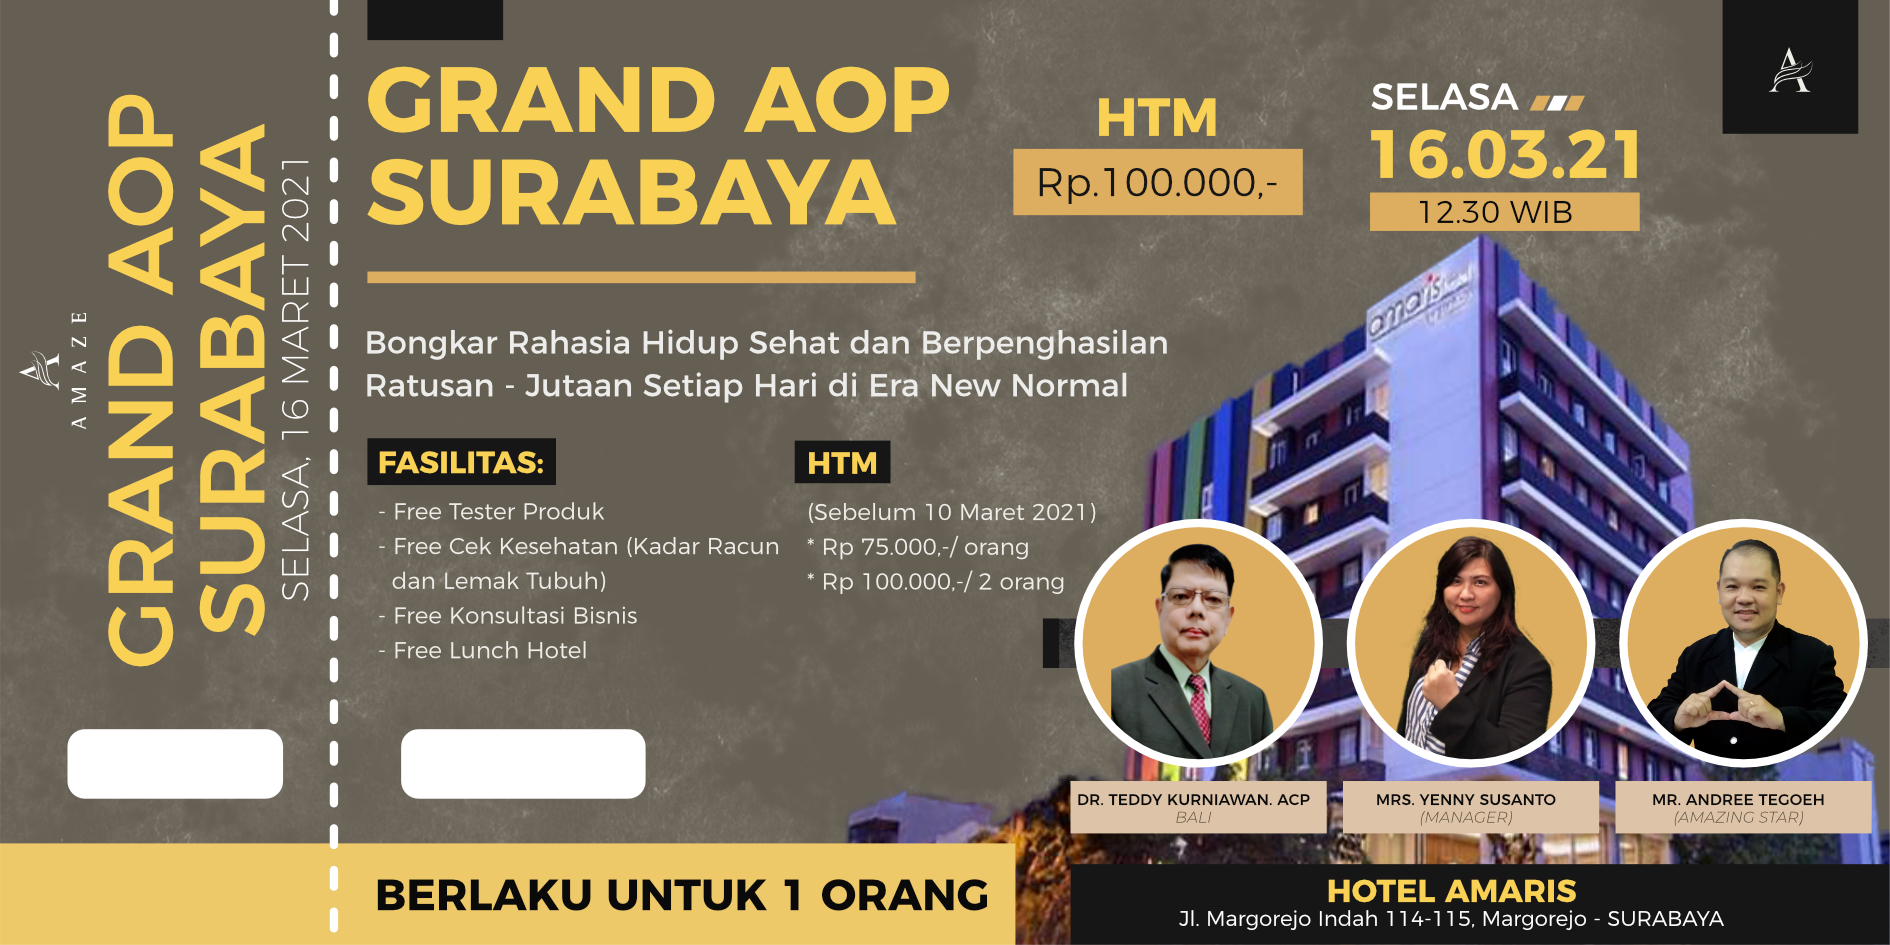 AMAZE
GRAND AOP
SURABAYA
SELASA, 16 MARET 2021
GRAND AOP
SURABAYA
HTM
Rp.100.000,-
SELASA
16.03.21
12.30 WIB
Bongkar Rahasia Hidup Sehat dan Berpenghasilan
Ratusan - Jutaan Setiap Hari di Era New Normal
FASILITAS:
- Free Tester Produk
- Free Cek Kesehatan (Kadar Racun
dan Lemak Tubuh)
- Free Konsultasi Bisnis
- Free Lunch Hotel
HTM
(Sebelum 10 Maret 2021)
* Rp 75.000,-/ orang
* Rp 100.000,-/ 2 orang
amaris
DR. TEDDY KURNIAWAN. ACP
BALI
MRS. YENNY SUSANTO
(MANAGER)
MR. ANDREE TEGOEH
(AMAZING STAR)
BERLAKU UNTUK 1 ORANG
HOTEL AMARIS
Jl. Margorejo Indah 114-115, Margorejo - SURABAYA